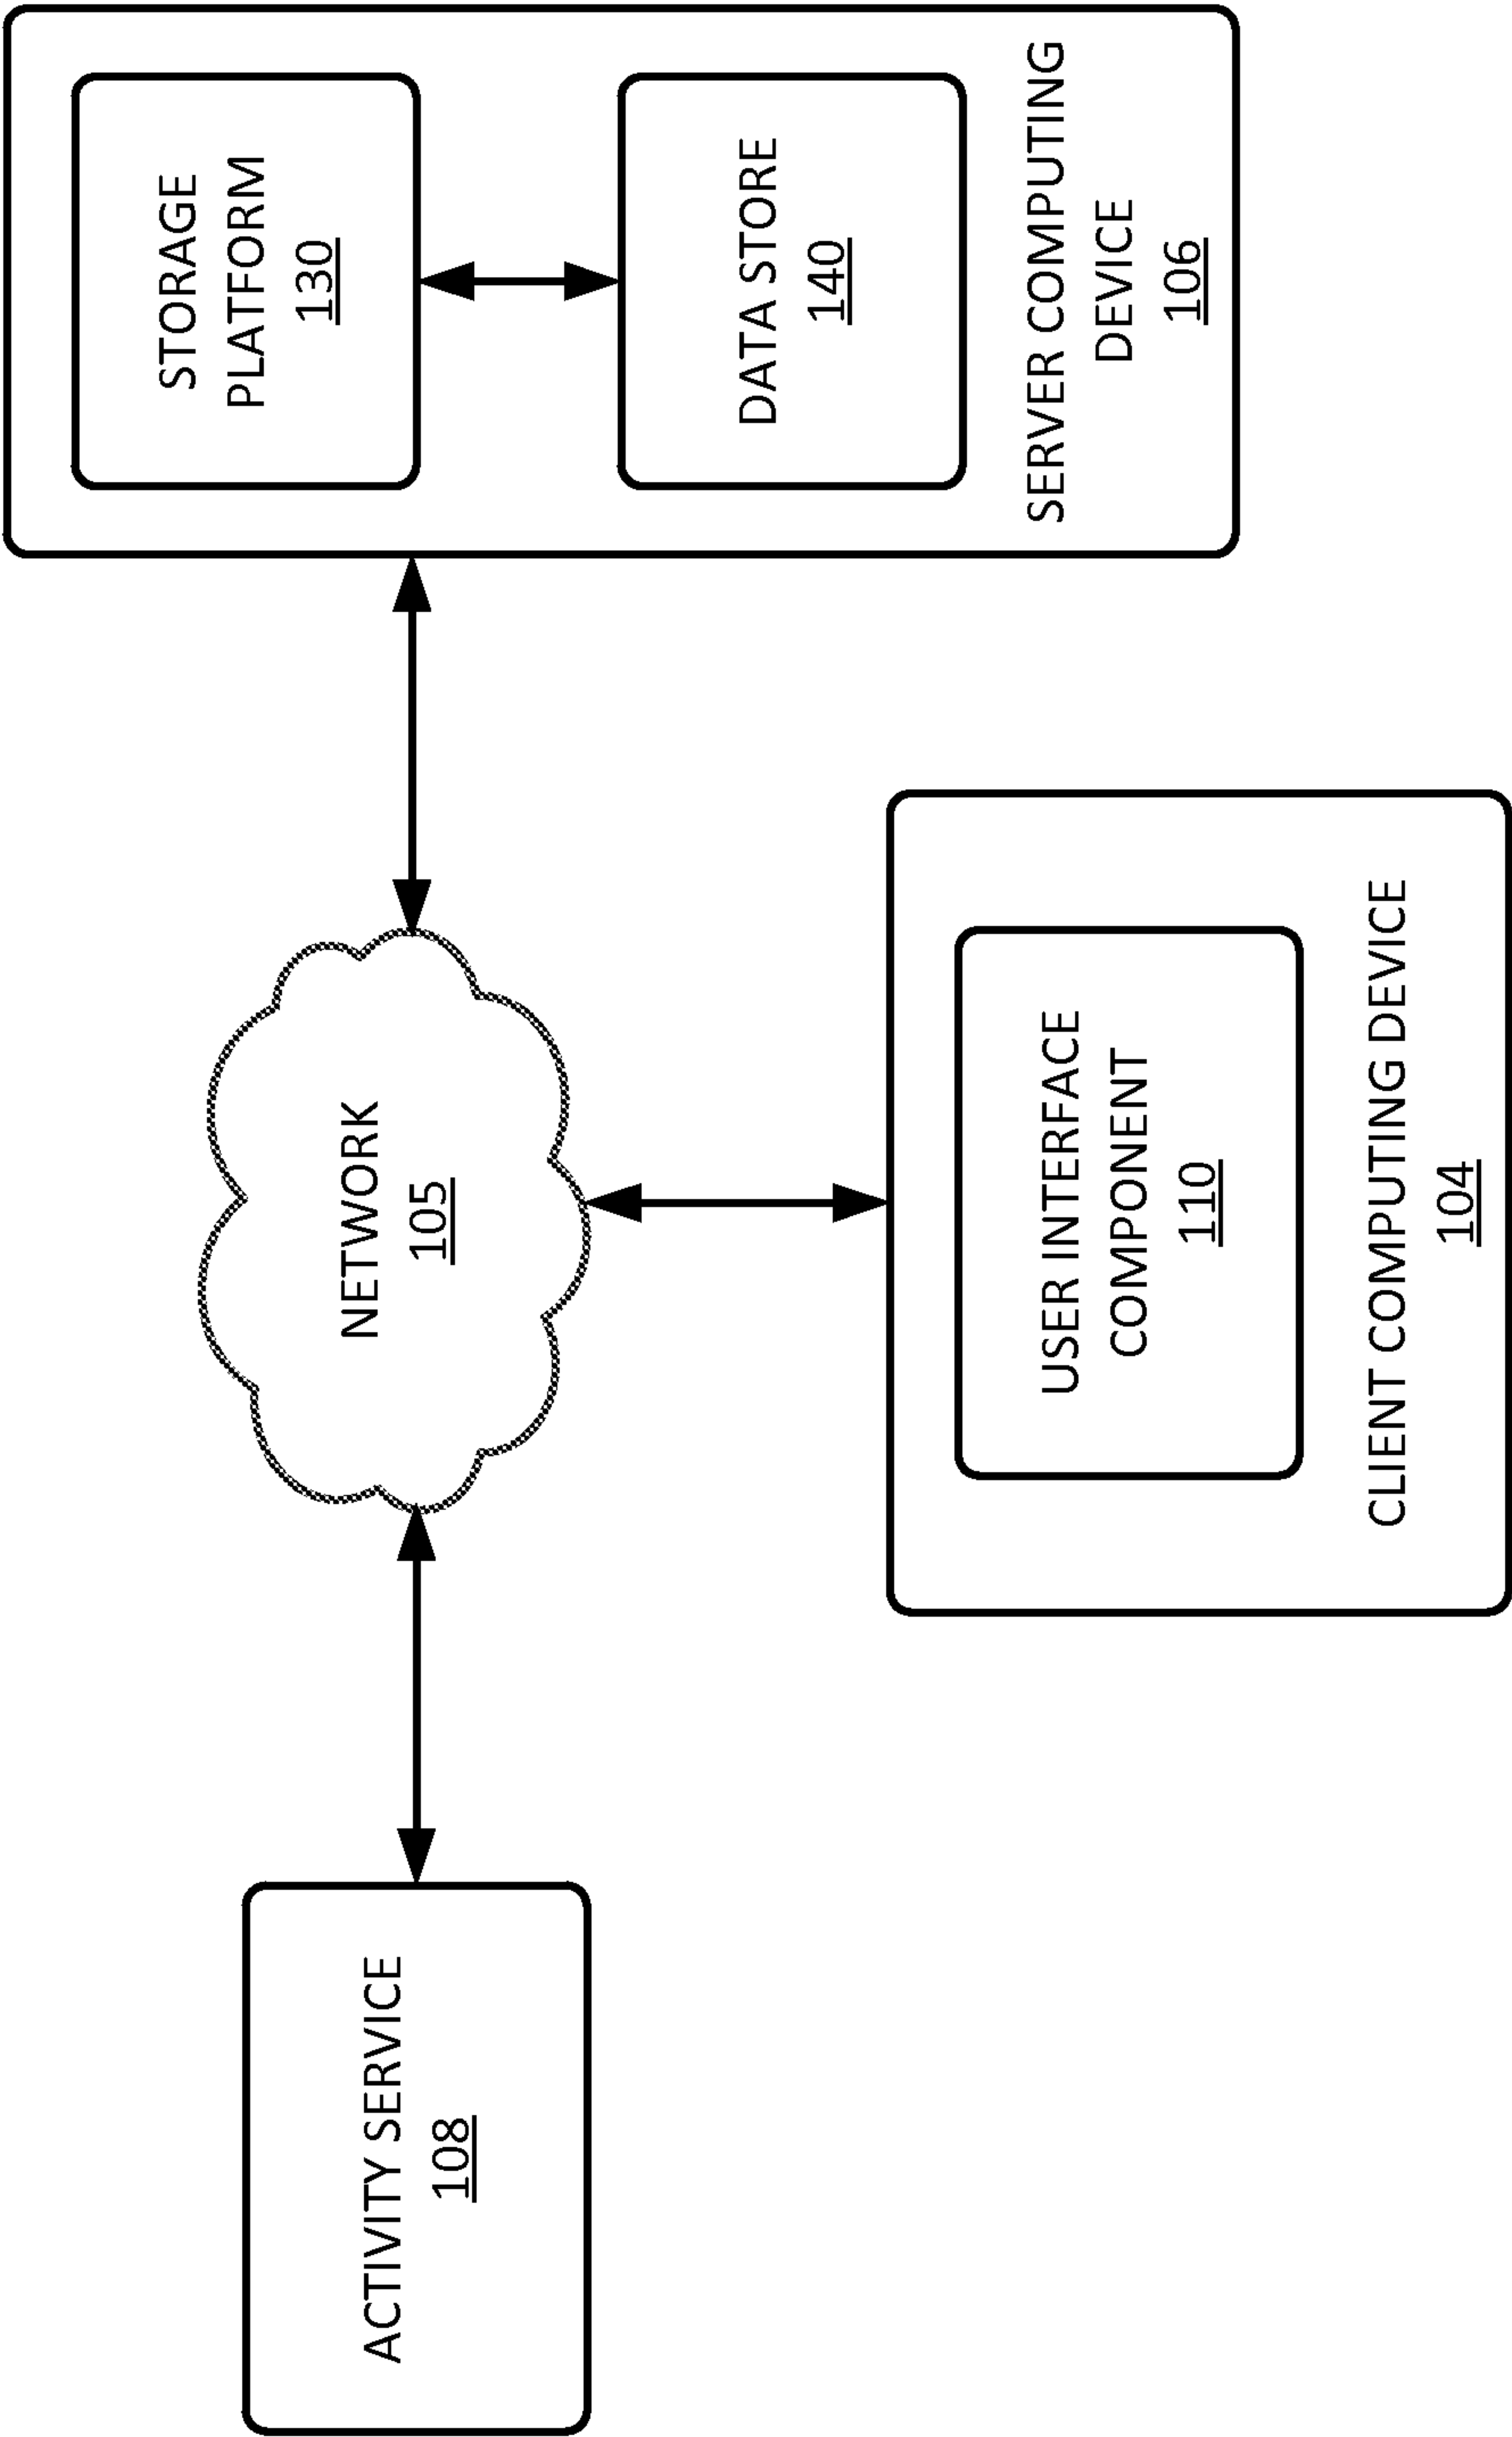 ACTIVITY SERVICE
108
NETWORK
105
USER INTERFACE
COMPONENT
110
CLIENT COMPUTING DEVICE
104
STORAGE
PLATFORM
130
DATA STORE
140
SERVER COMPUTING
DEVICE
106